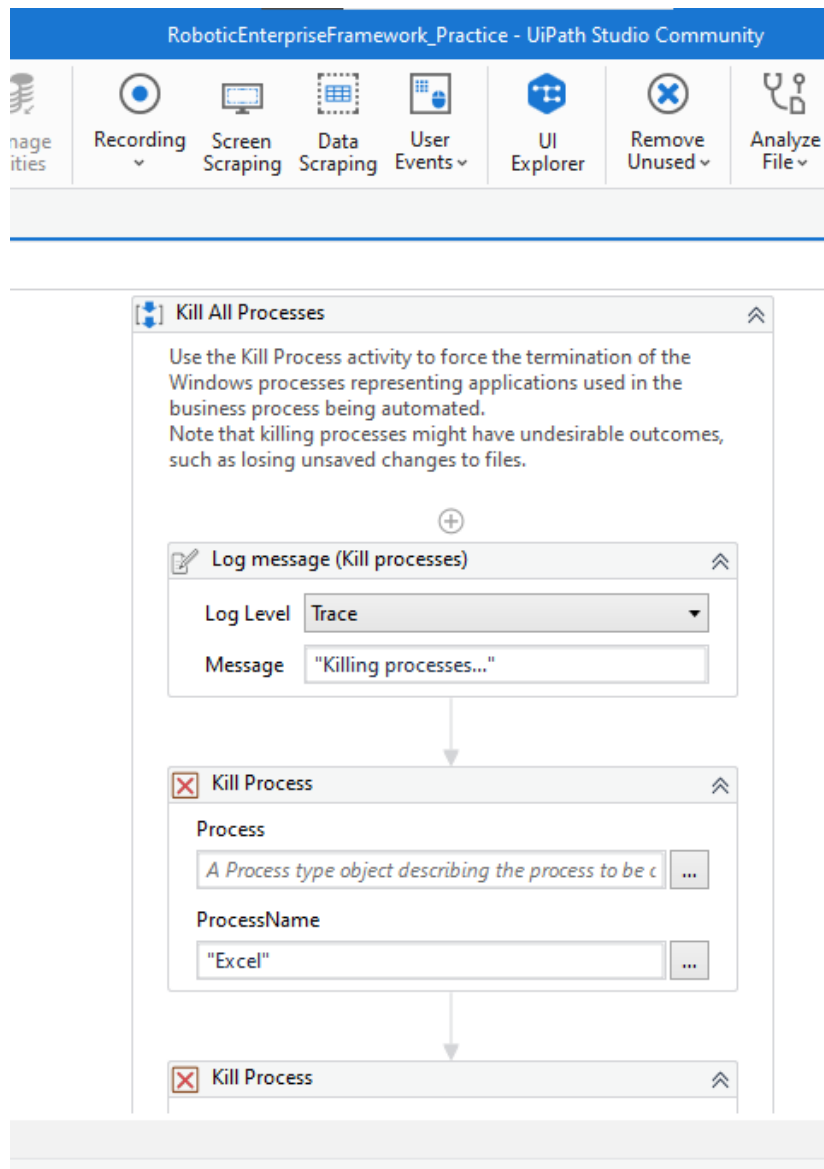 RoboticEnterpriseFramework_Practice - UiPath Studio Community
nage
ities
Recording
Screen
Scraping
Data
Scraping
User
Events
UI
Explorer
Remove
Unused
Analyze
File
Kill All Processes
Use the Kill Process activity to force the termination of the
Windows processes representing applications used in the
business process being automated.
Note that killing processes might have undesirable outcomes,
such as losing unsaved changes to files.
Log message (Kill processes)
Log Level Trace
Message "Killing processes..."
Kill Process
Process
A Process type object describing the process to be c ...
ProcessName
"Excel" ...
Kill Process